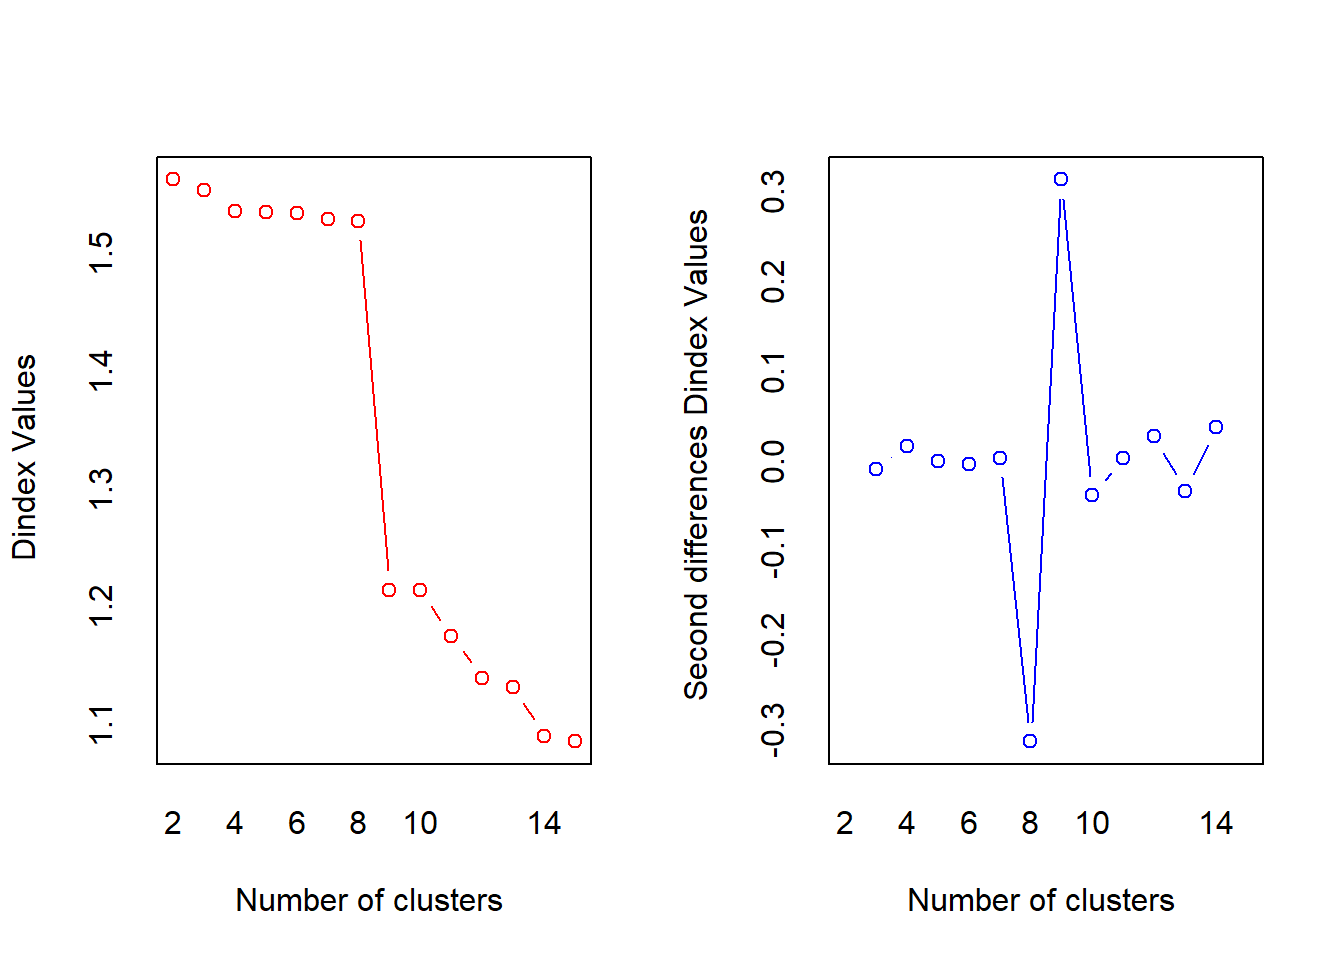 Dindex Values
1.5
1.4
1.3
1.2
1.1
2 4 6 8 10 14
Number of clusters
Second differences Dindex Values
0.3
0.2
0.1
0.0
-0.1
-0.2
-0.3
2 4 6 8 10 14
Number of clusters